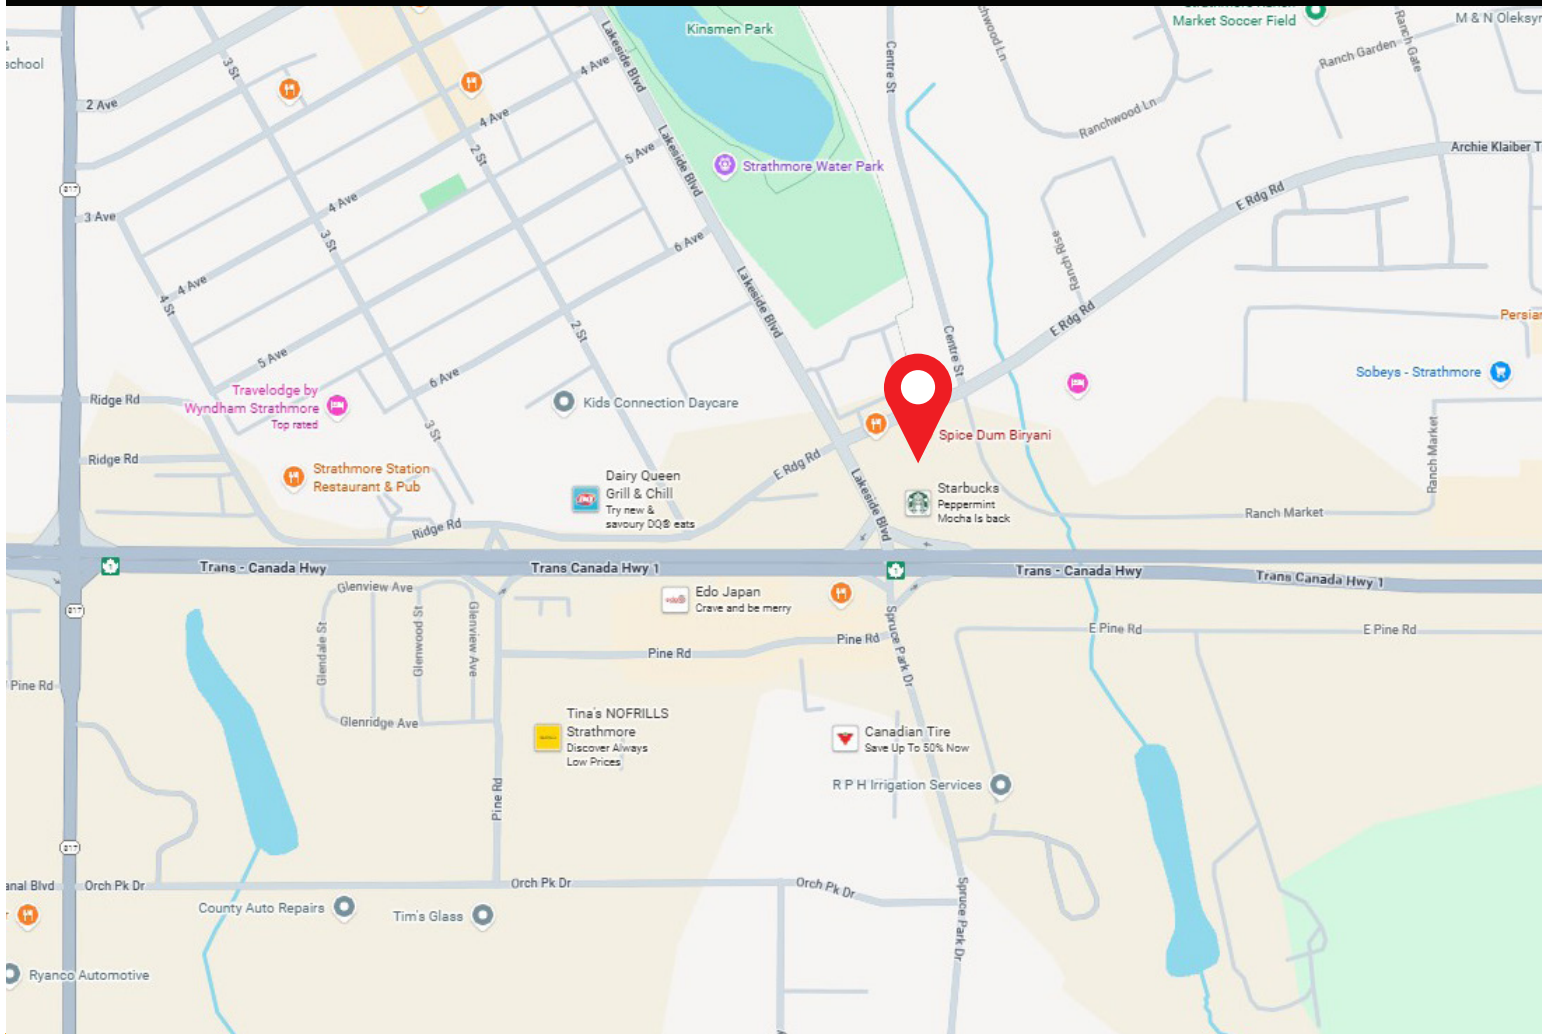 Kinsmen Park
Market Soccer Field
M & N Oleksyn
school
Lakeside Blvd
Centre St
Ranch Gate
Ranch Garden
3 St
4 Ave
2 Ave
4 Ave
Ranchwood Ln
2 St
5 Ave
Lakeside Blvd
Strathmore Water Park
Archie Klaiber T
817
E Rdg Rd
3 Ave
4 Ave
3 St
6 Ave
Ranch Rise
4 St
4 Ave
Lakeside Blvd
E Rdg Rd
Persian
2 St
Centre St
5 Ave
6 Ave
Sobeys - Strathmore
Travelodge by
Wyndham Strathmore
Top rated
Ridge Rd
Kids Connection Daycare
3 St
Spice Dum Biryani
Ridge Rd
E Rdg Rd
Ranch Market
Strathmore Station
Restaurant & Pub
Dairy Queen
Grill & Chill
Try new &
savoury DQ® eats
Lakeside Blvd
Starbucks
Peppermint
Mocha Is back
Ranch Market
Ridge Rd
1
Trans - Canada Hwy
Trans Canada Hwy 1
1
Trans - Canada Hwy
Trans Canada Hwy 1
Glenview Ave
817
Edo Japan
Crave and be merry
Glendale St
Glenwood St
Glenview Ave
Spruce Park Dr
Pine Rd
E Pine Rd
E Pine Rd
Pine Rd
Pine Rd
Glenridge Ave
Tina's NOFRILLS
Strathmore
Discover Always
Low Prices
Canadian Tire
Save Up To 50% Now
Pine Rd
R P H Irrigation Services
817
anal Blvd
Orch Pk Dr
Orch Pk Dr
Orch Pk Dr
County Auto Repairs
Tim's Glass
Spruce Park Dr
Ryanco Automotive